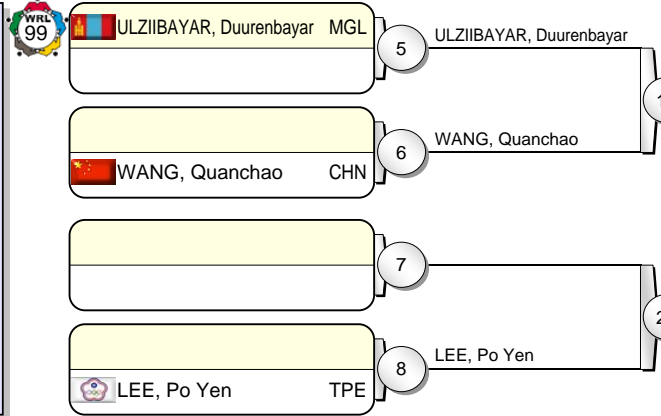 WRL
99
ULZIIBAYAR, Duurenbayar MGL
5
ULZIIBAYAR, Duurenbayar
WANG, Quanchao CHN
6
WANG, Quanchao
7
LEE, Po Yen TPE
8
LEE, Po Yen